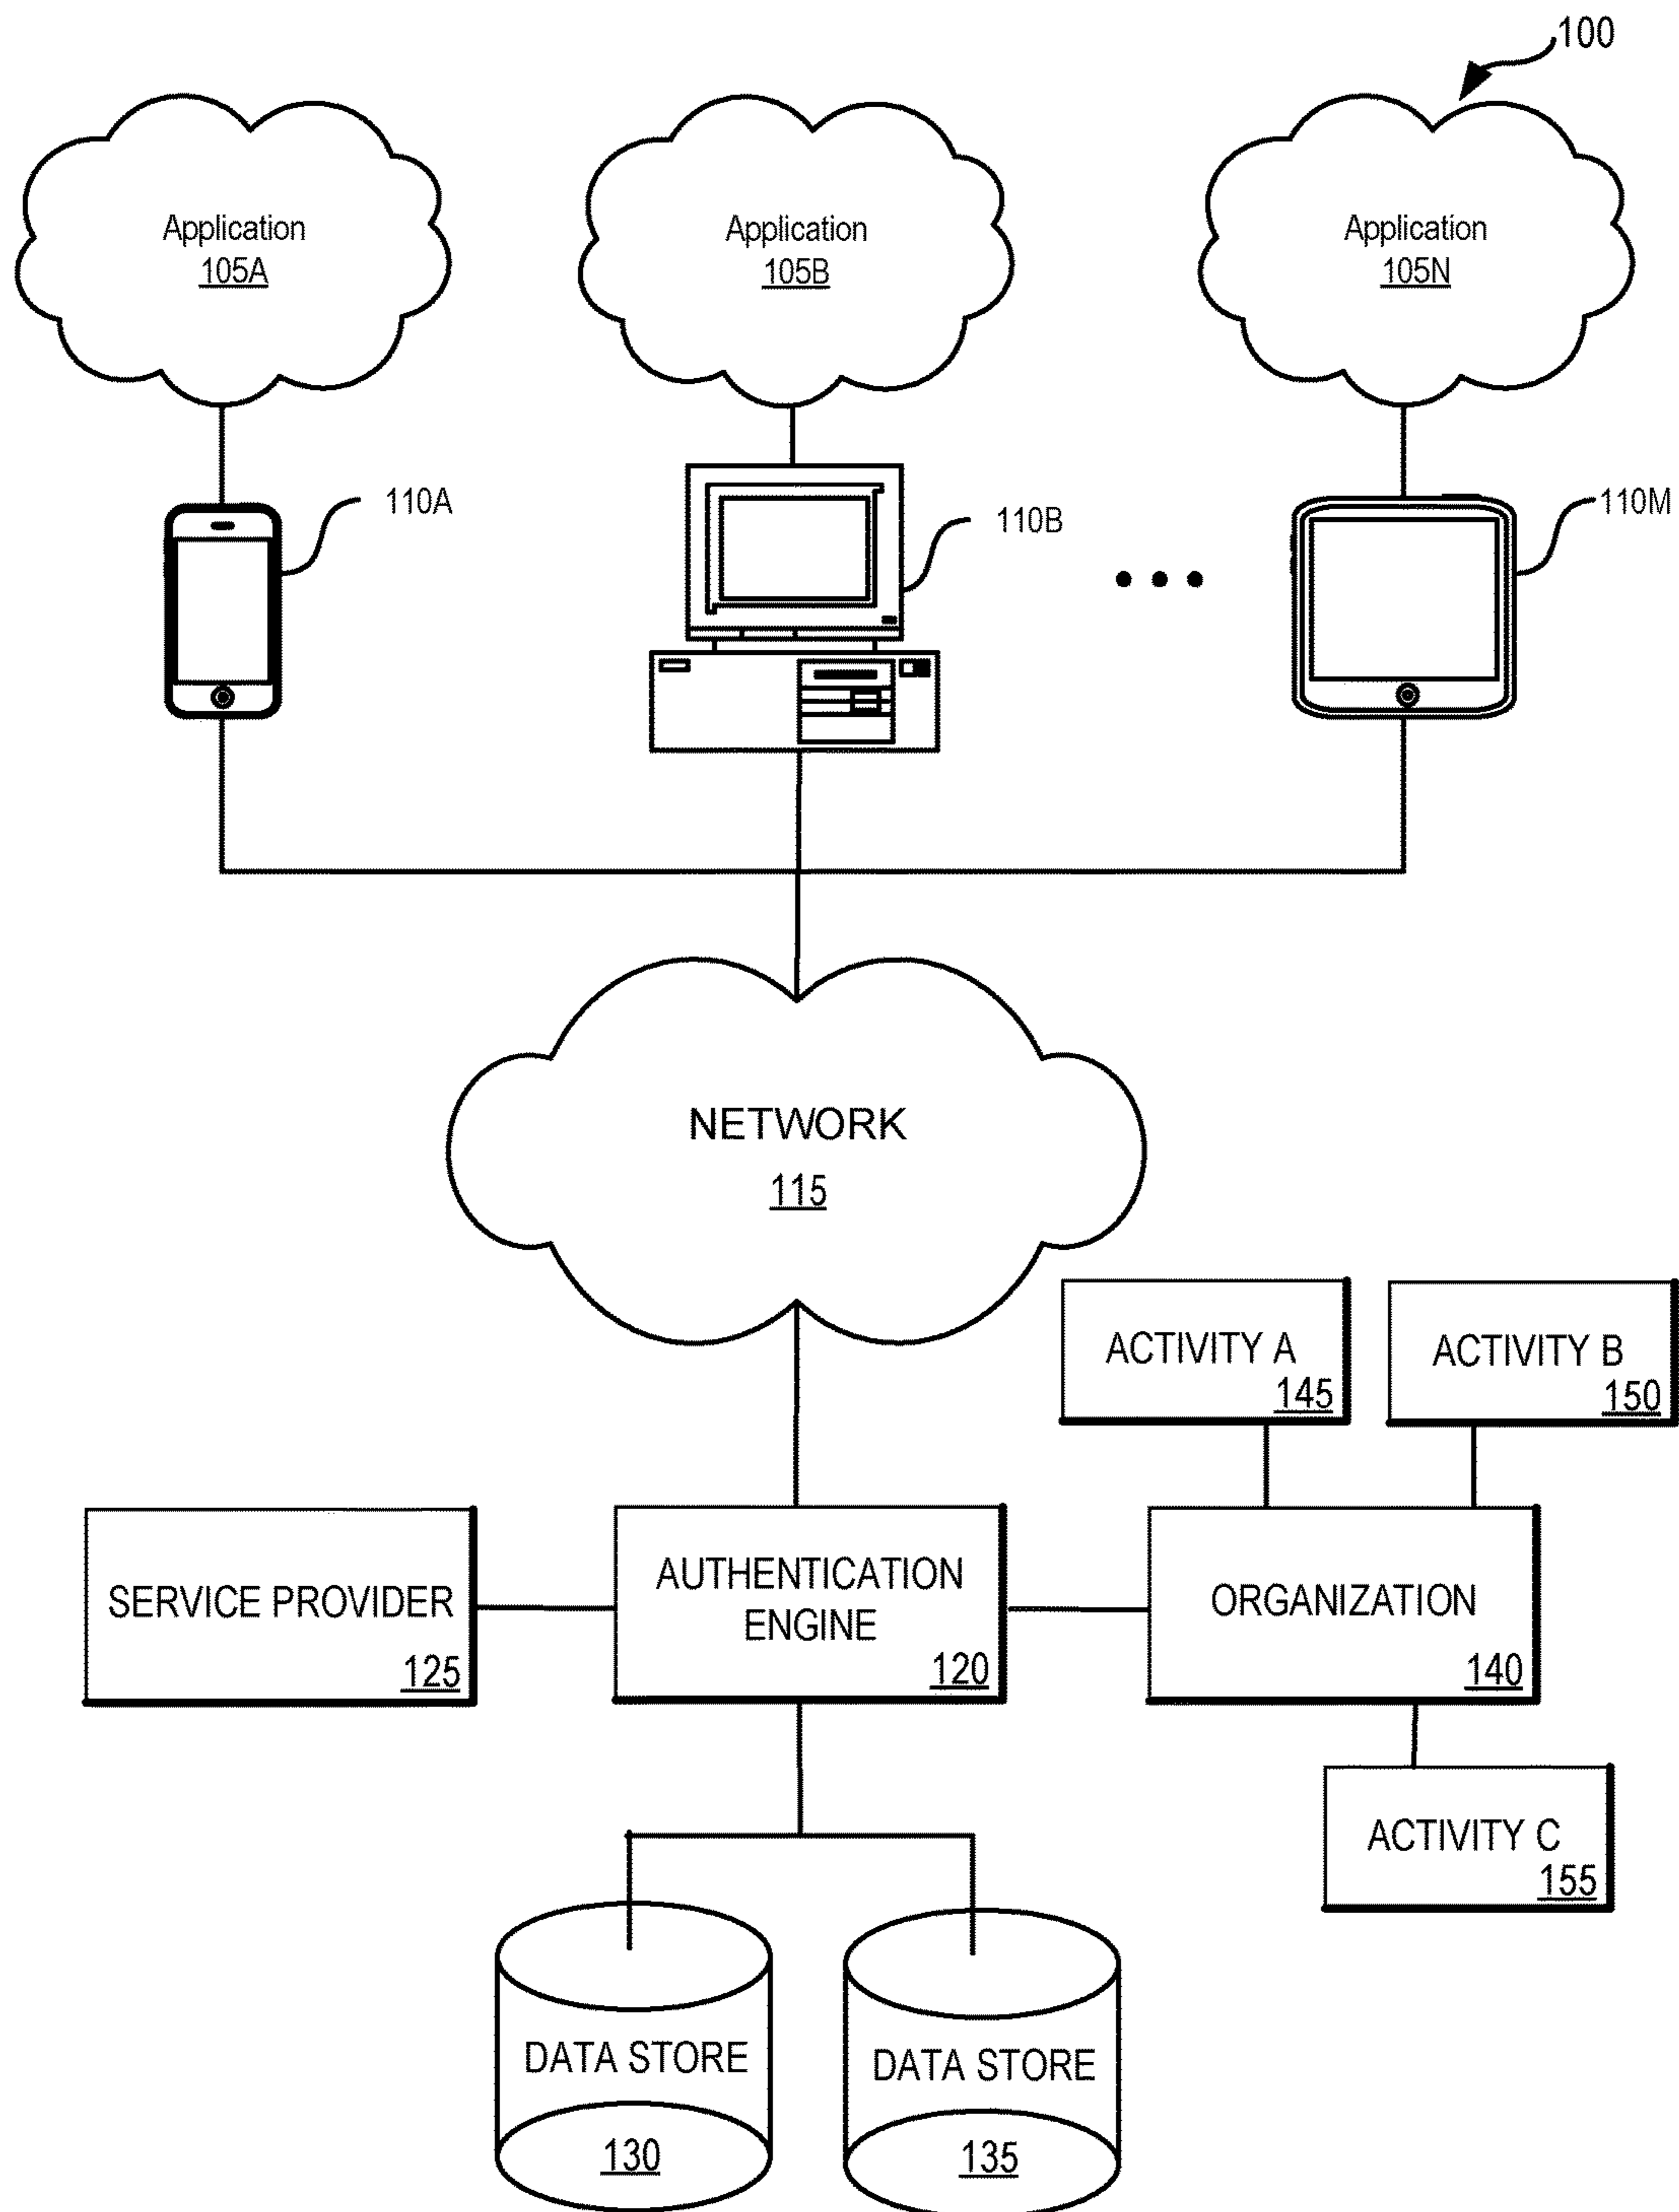 100
Application
105A
Application
105B
Application
105N
110A
110B
110M
NETWORK
115
ACTIVITY A
145
ACTIVITY B
150
SERVICE PROVIDER
125
AUTHENTICATION
ENGINE
120
ORGANIZATION
140
ACTIVITY C
155
DATA STORE
130
DATA STORE
135